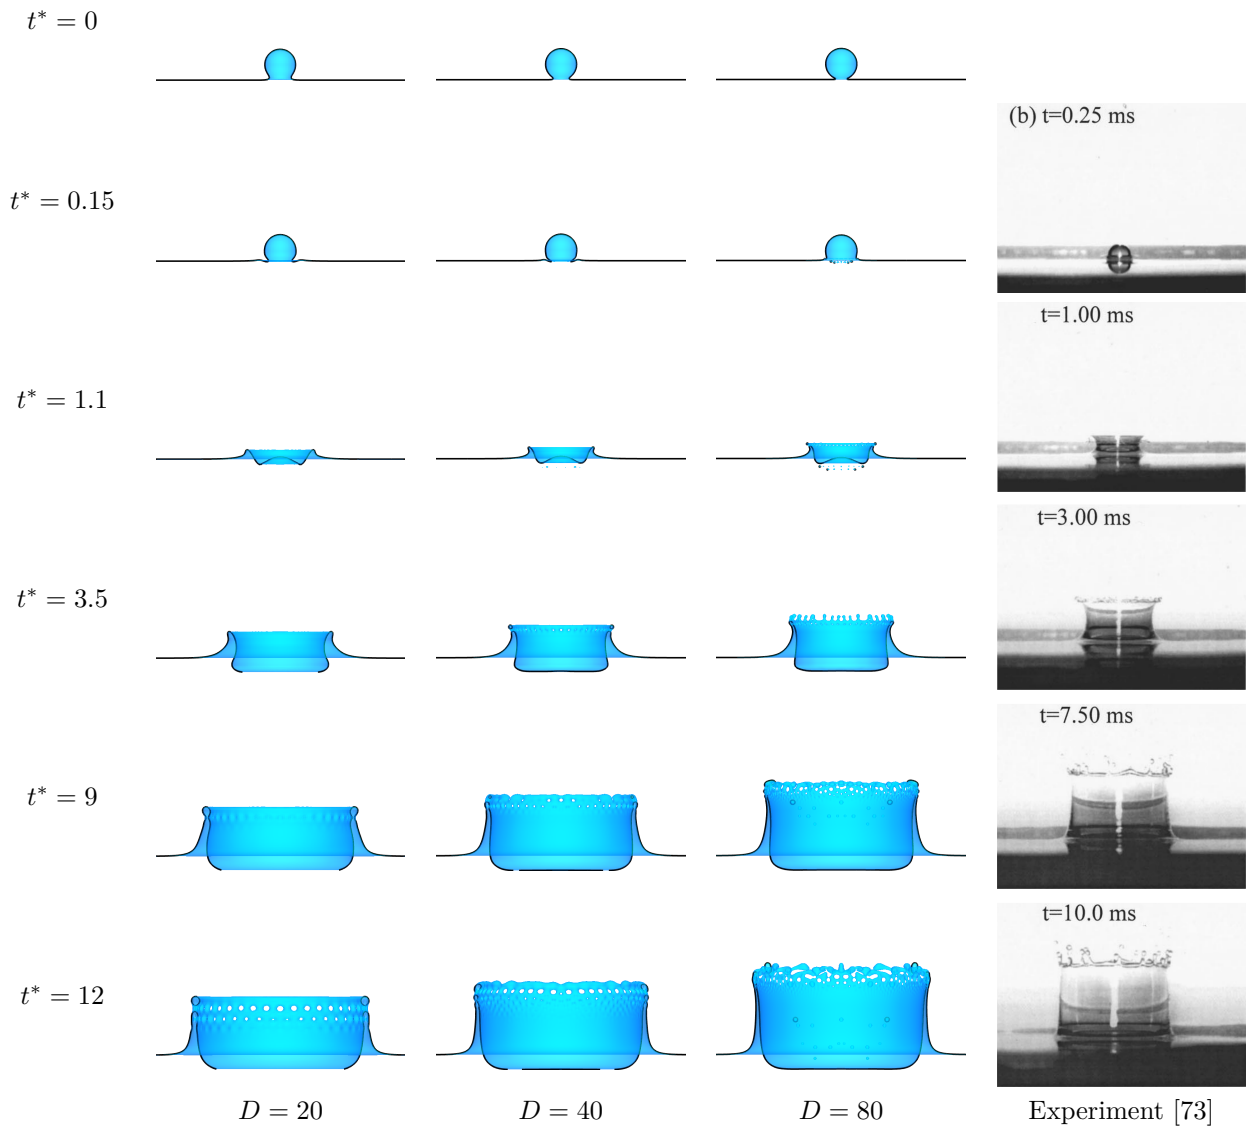 t* = 0
(b) t=0.25 ms
t* = 0.15
t=1.00 ms
t* = 1.1
t=3.00 ms
t* = 3.5
t=7.50 ms
t* = 9
t=10.0 ms
t* = 12
D = 20 D = 40 D = 80 Experiment [73]